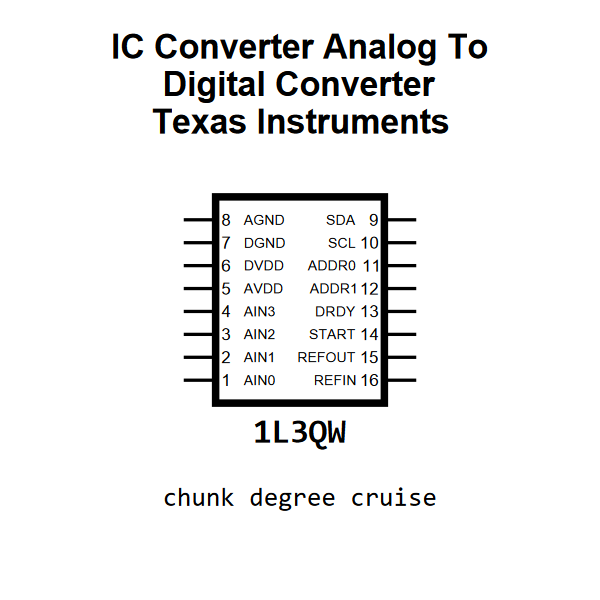 IC Converter Analog To
Digital Converter
Texas Instruments
8 AGND SDA 9
7 DGND SCL 10
6 DVDD ADDR0 11
5 AVDD ADDR1 12
4 AIN3 DRDY 13
3 AIN2 START 14
2 AIN1 REFOUT 15
1 AIN0 REFIN 16
1L3QW
chunk degree cruise